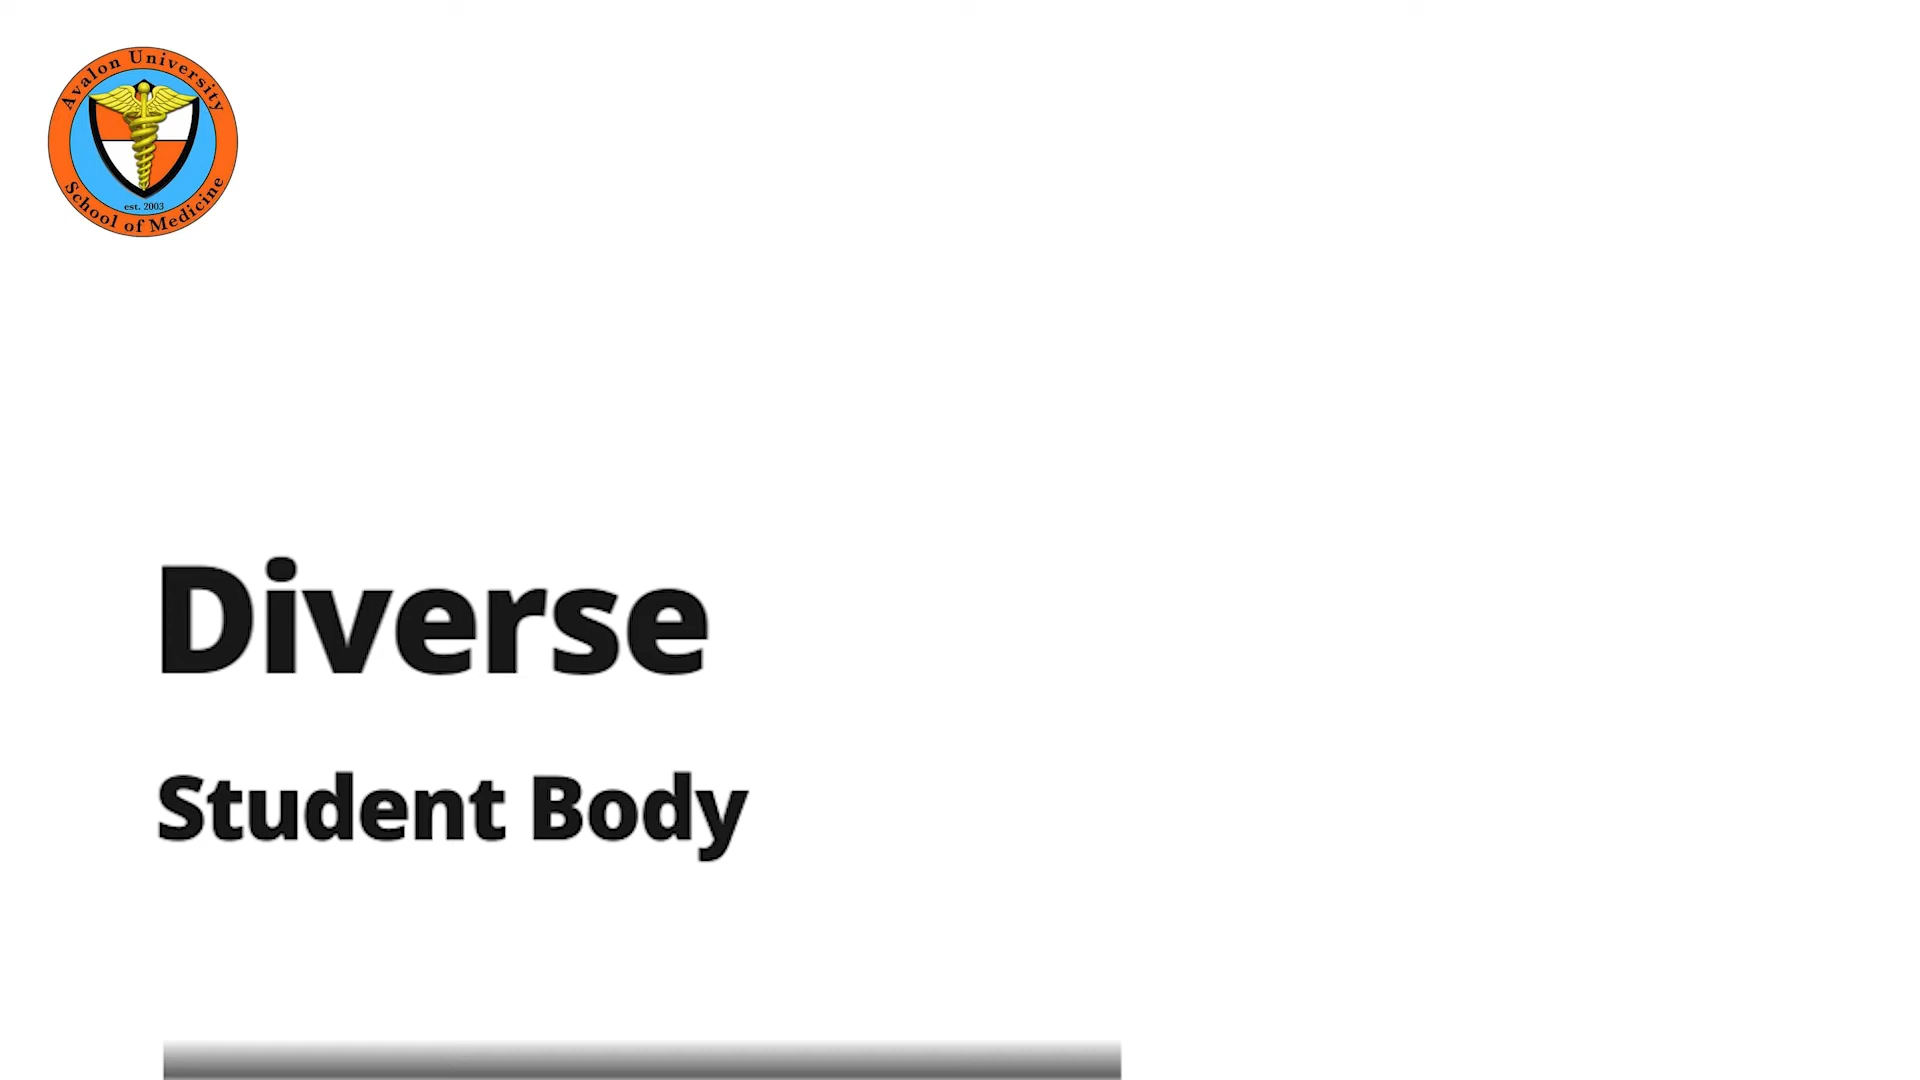 Avalon University
est. 2003
School of Medicine
Diverse
Student Body